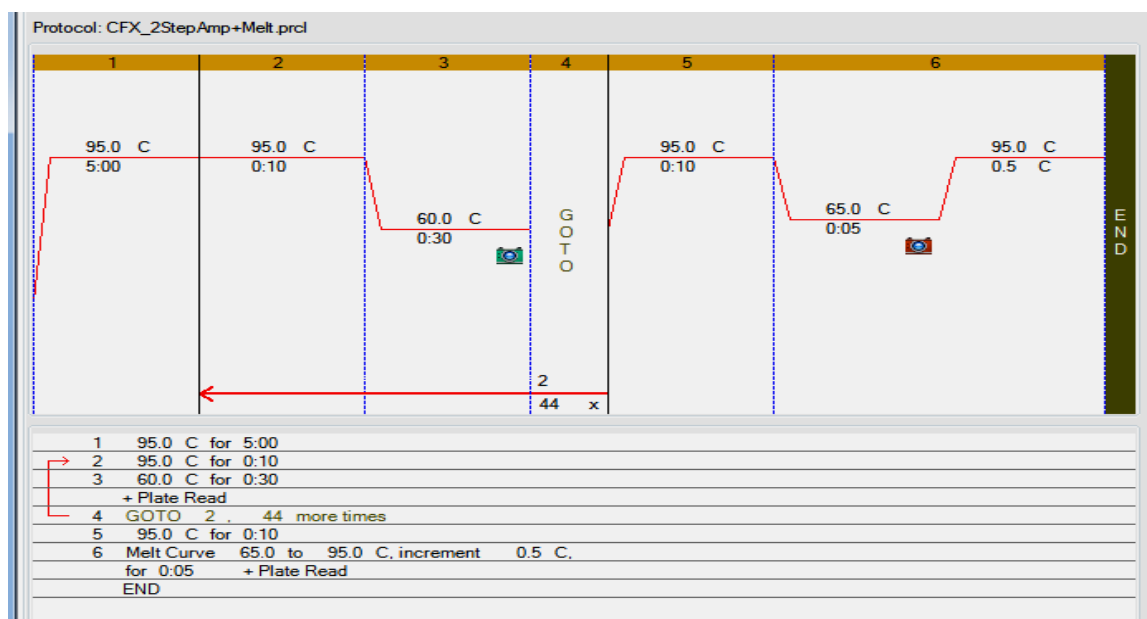 Protocol: CFX_2StepAmp+Melt.prcl
1 2 3 4 5 6
95.0 C 95.0 C 95.0 C 95.0 C
5:00 0:10 0:10 0.5 C
60.0 C 65.0 C
0:30 0:05
GOTO
END
2
44 x
1 95.0 C for 5:00
2 95.0 C for 0:10
3 60.0 C for 0:30
+ Plate Read
4 GOTO 2 , 44 more times
5 95.0 C for 0:10
6 Melt Curve 65.0 to 95.0 C, increment 0.5 C,
for 0:05 + Plate Read
END